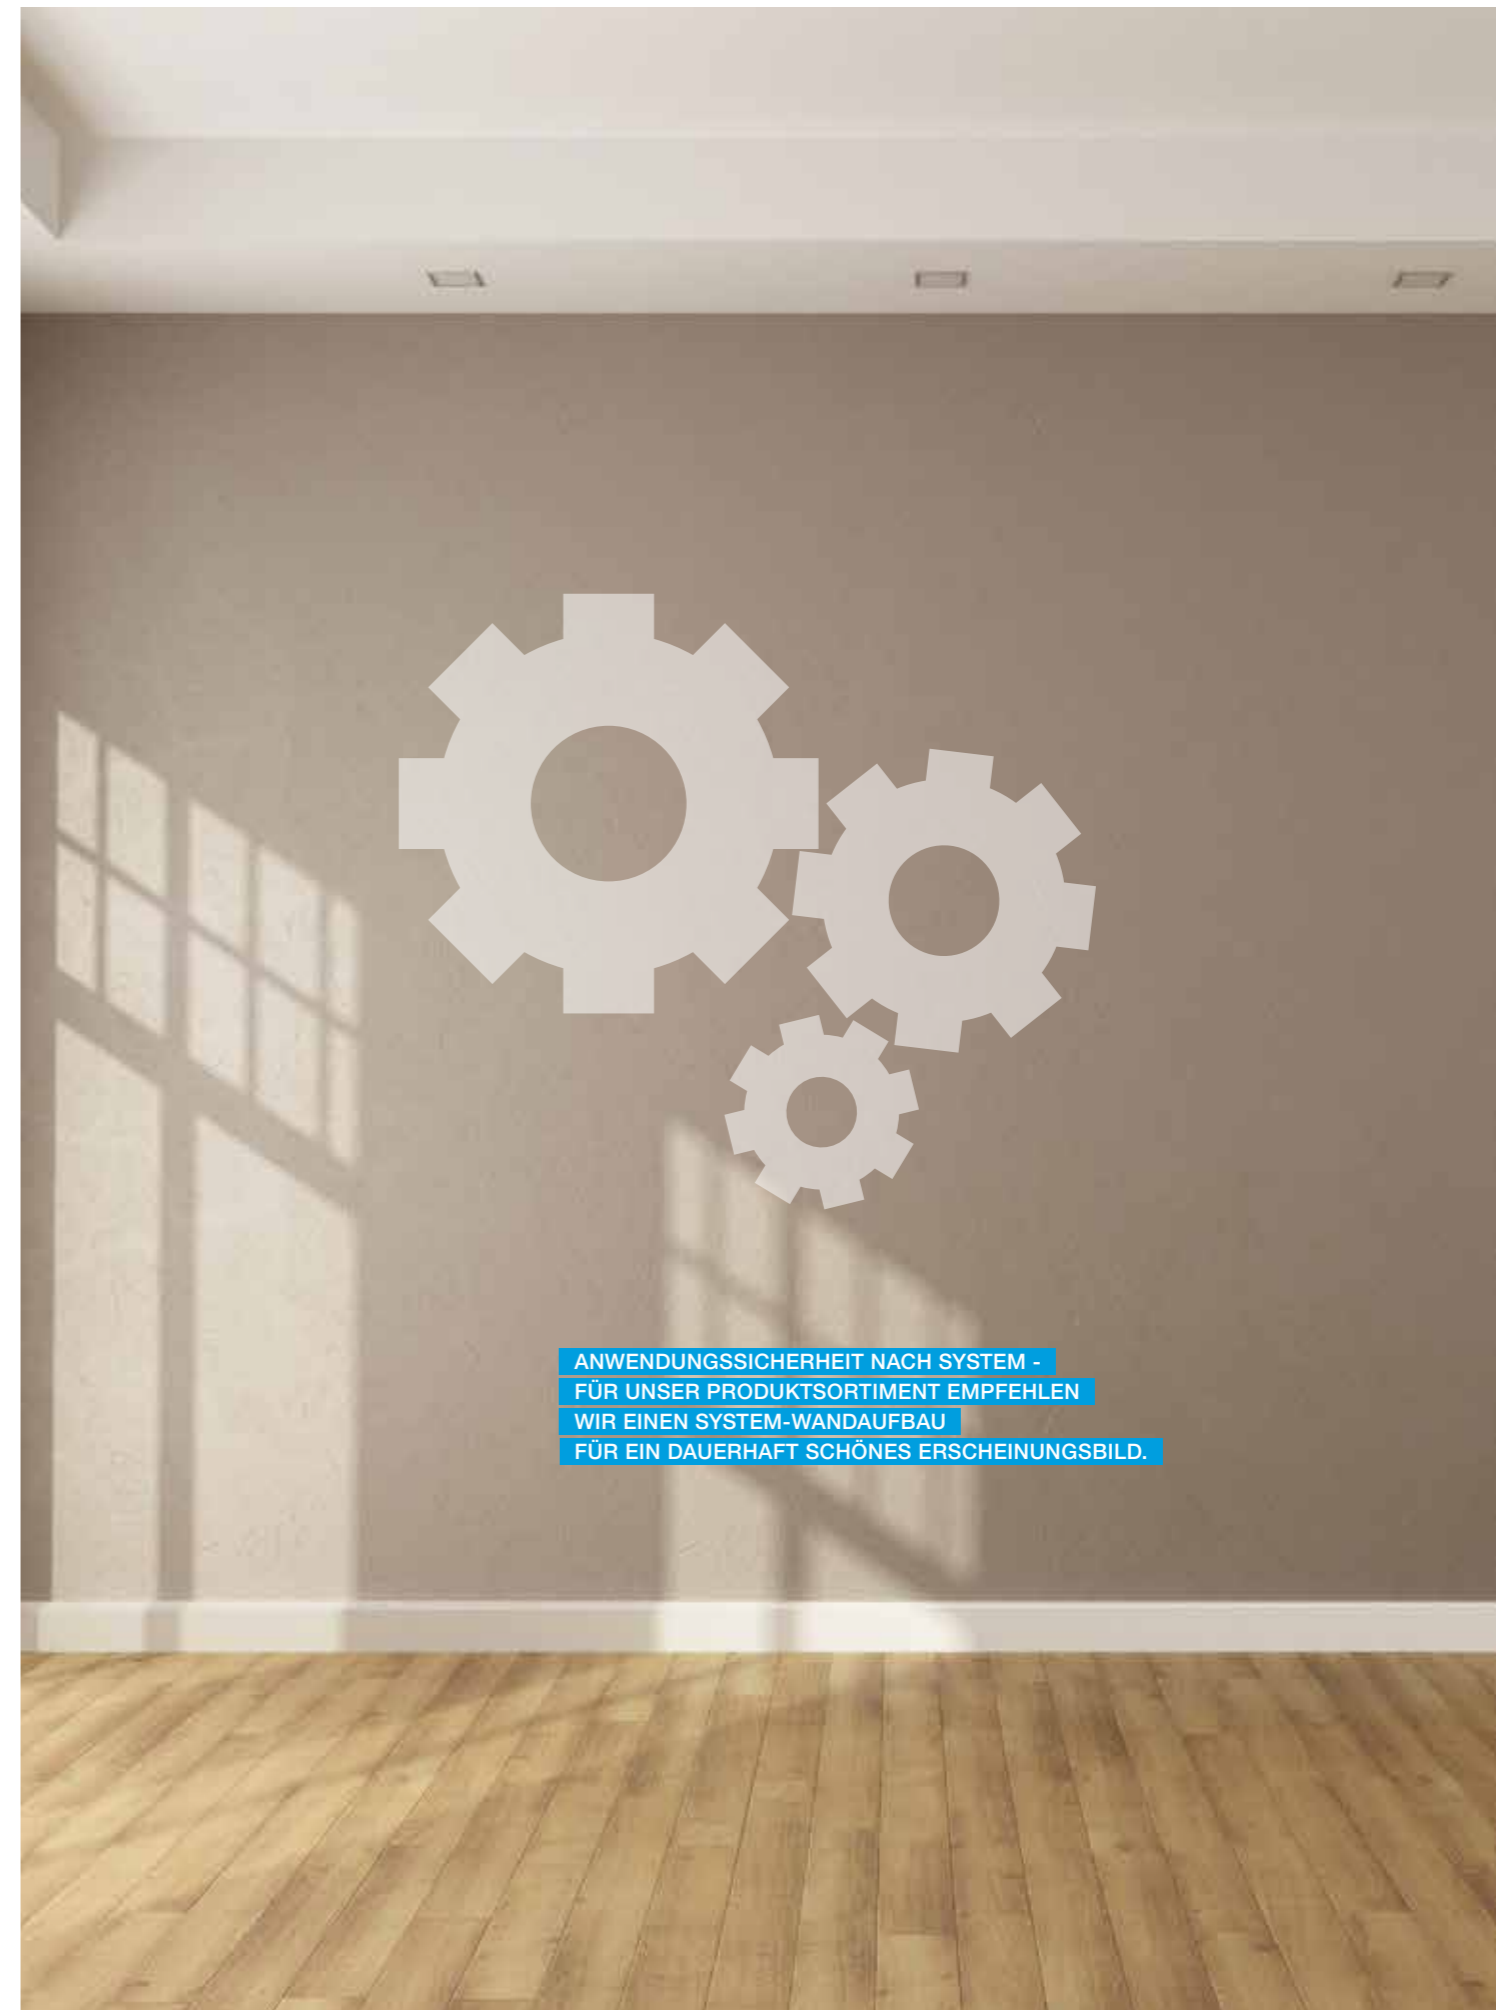 ANWENDUNGSSICHERHEIT NACH SYSTEM -
FÜR UNSER PRODUKTSORTIMENT EMPFEHLEN
WIR EINEN SYSTEM-WANDAUFBAU
FÜR EIN DAUERHAFT SCHÖNES ERSCHEINUNGSBILD.